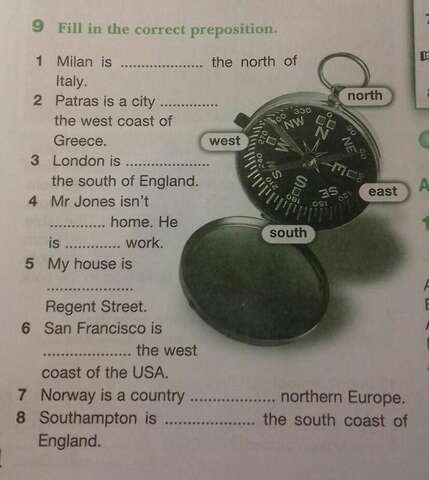 9 Fill in the correct preposition.
1 Milan is .................... the north of
Italy.
2 Patras is a city ..............
the west coast of
Greece.
3 London is ....................
the south of England.
4 Mr Jones isn't
............. home. He
is ............. work.
5 My house is
....................
Regent Street.
6 San Francisco is
.................... the west
coast of the USA.
7 Norway is a country .................... northern Europe.
8 Southampton is .................... the south coast of
England.
north
west
east
south
N
NE
E
SE
S
W
NW
330